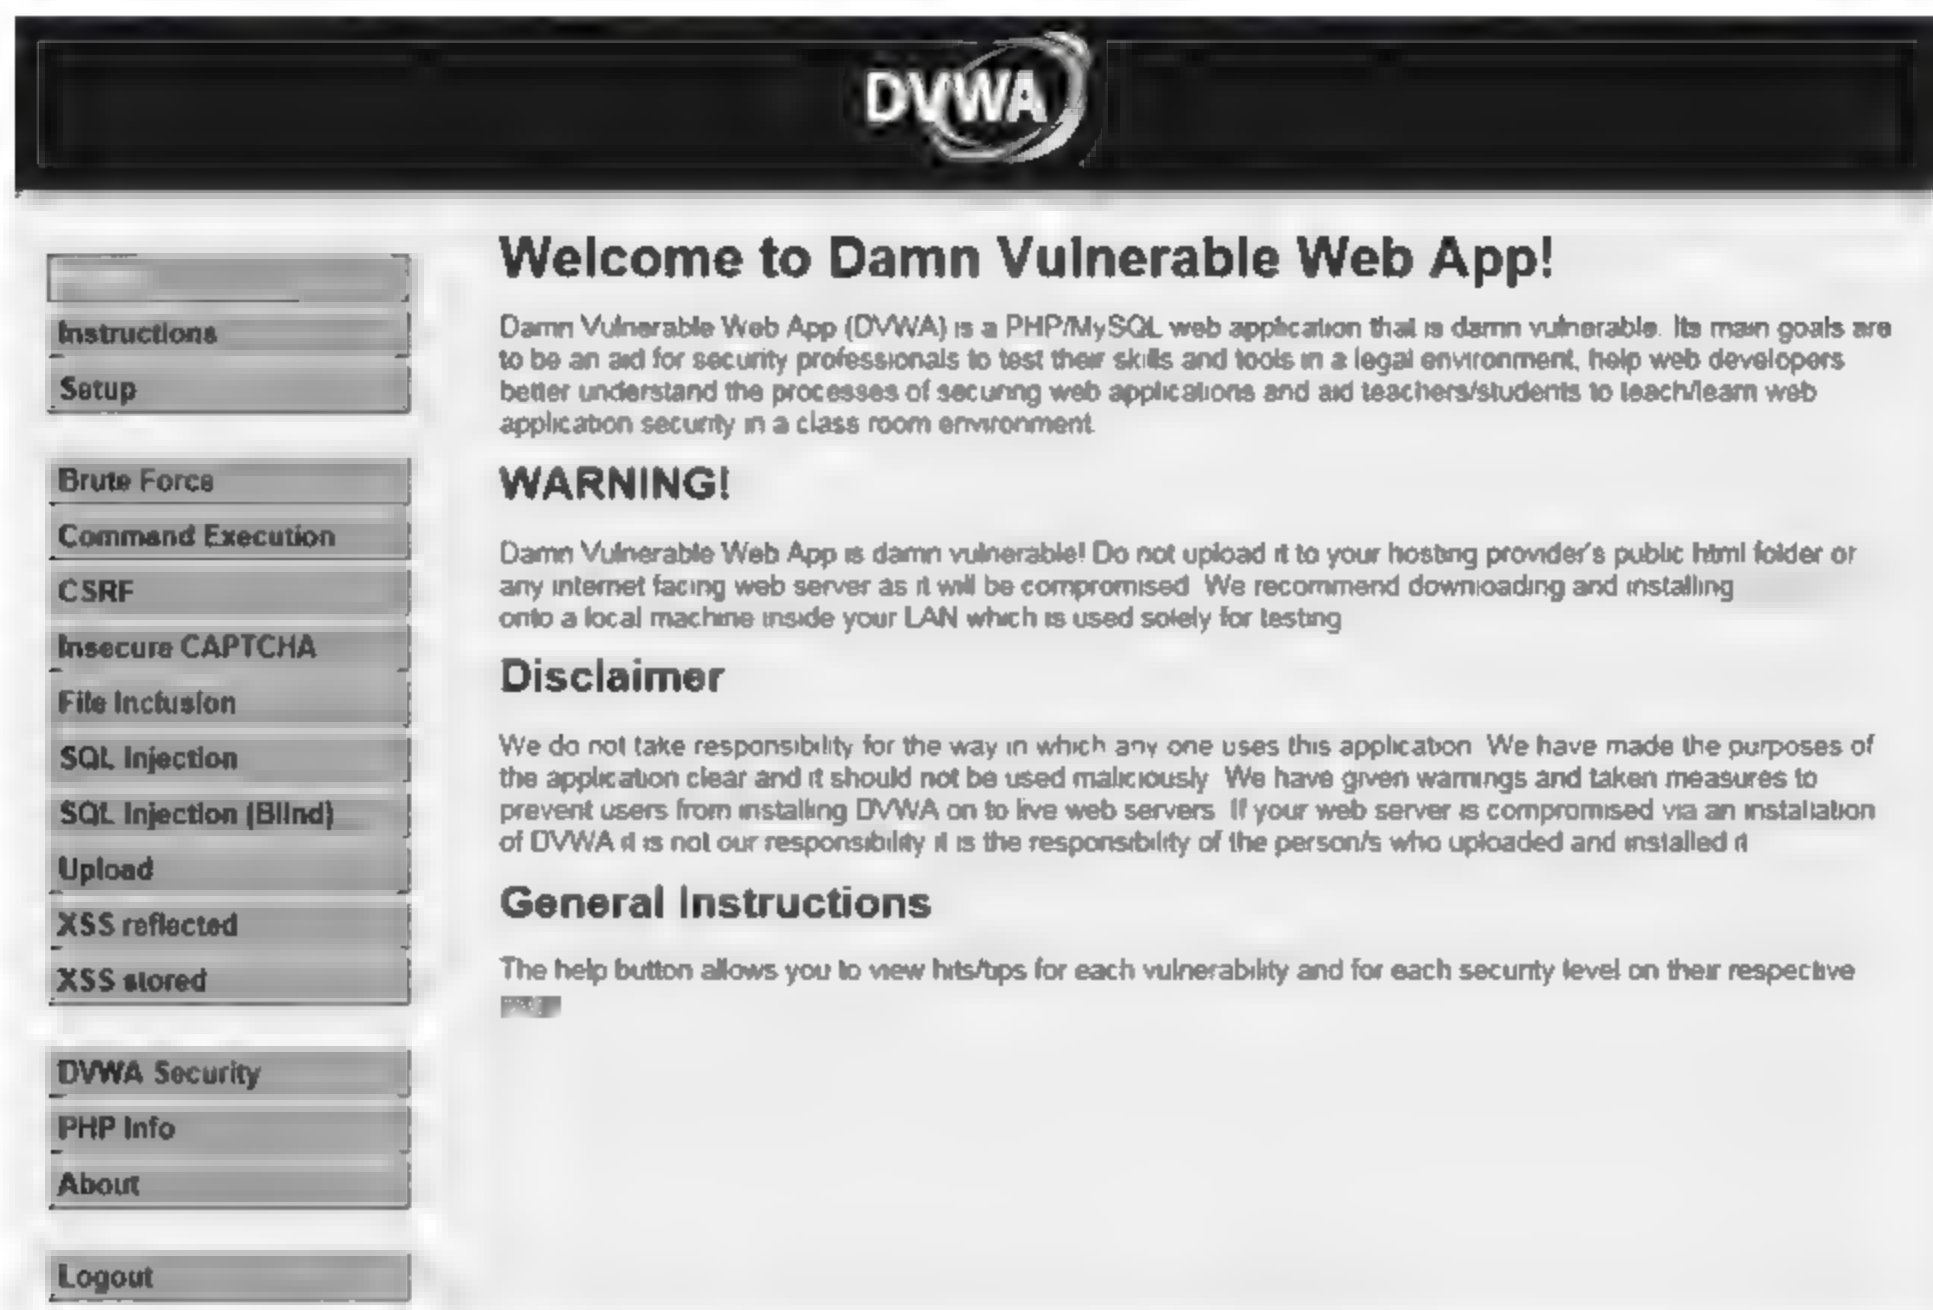 DVWA
Welcome to Damn Vulnerable Web App!
Damn Vulnerable Web App (DVWA) is a PHP/MySQL web application that is damn vulnerable. Its main goals are
to be an aid for security professionals to test their skills and tools in a legal environment, help web developers
better understand the processes of securing web applications and aid teachers/students to teach/learn web
application security in a class room environment.
WARNING!
Damn Vulnerable Web App is damn vulnerable! Do not upload it to your hosting provider's public html folder or
any internet facing web server as it will be compromised. We recommend downloading and installing
onto a local machine inside your LAN which is used solely for testing.
Disclaimer
We do not take responsibility for the way in which any one uses this application. We have made the purposes of
the application clear and it should not be used maliciously. We have given warnings and taken measures to
prevent users from installing DVWA on to live web servers. If your web server is compromised via an installation
of DVWA it is not our responsibility it is the responsibility of the person/s who uploaded and installed it.
General Instructions
The help button allows you to view hits/tips for each vulnerability and for each security level on their respective
Instructions
Setup
Brute Force
Command Execution
CSRF
Insecure CAPTCHA
File Inclusion
SQL Injection
SQL Injection (Blind)
Upload
XSS reflected
XSS stored
DVWA Security
PHP Info
About
Logout